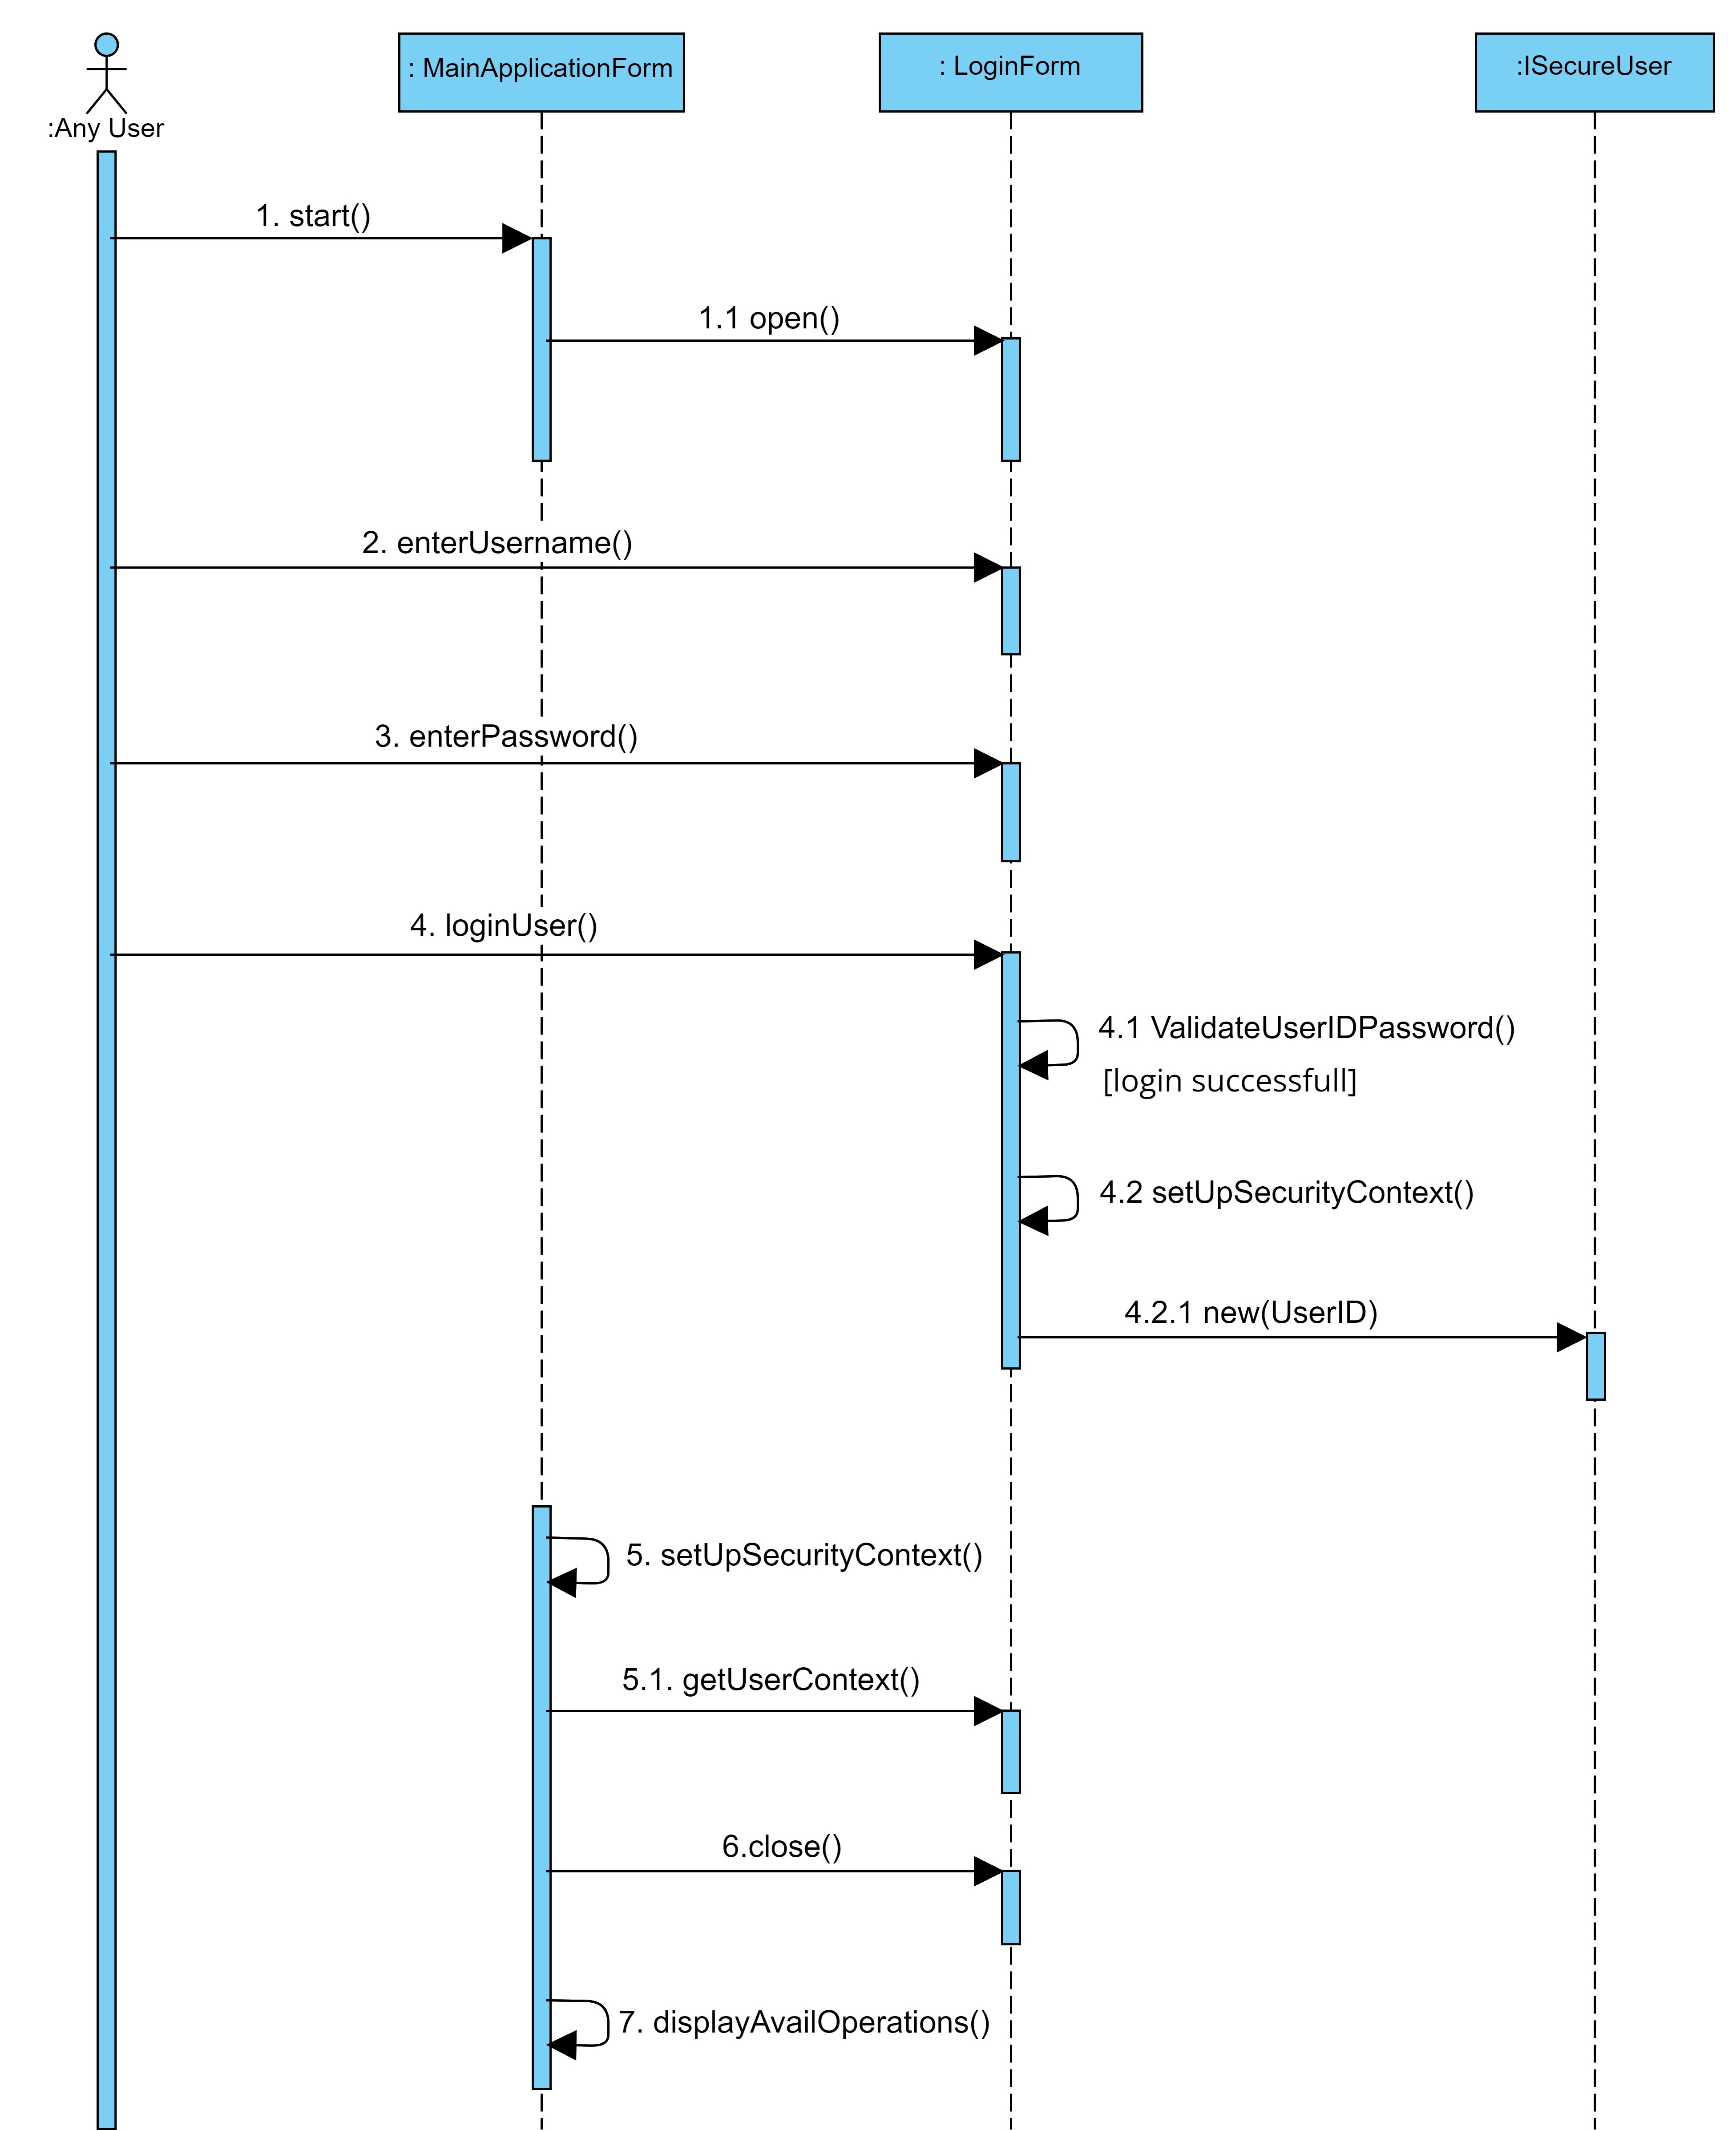 :Any User
: MainApplicationForm
: LoginForm
:ISecureUser
1. start()
1.1 open()
2. enterUsername()
3. enterPassword()
4. loginUser()
4.1 ValidateUserIDPassword()
[login successfull]
4.2 setUpSecurityContext()
4.2.1 new(UserID)
5. setUpSecurityContext()
5.1. getUserContext()
6.close()
7. displayAvailOperations()